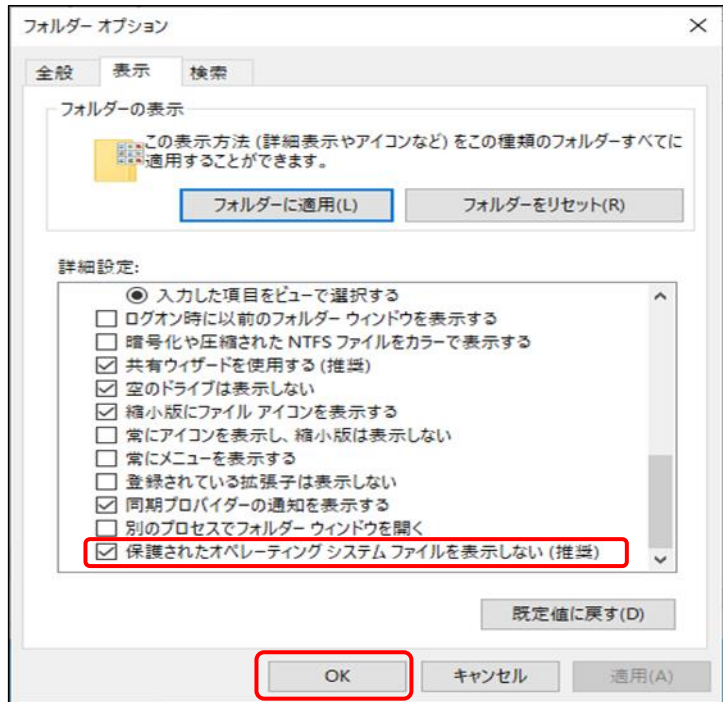 フォルダー オプション
全般
表示
検索
フォルダーの表示
この表示方法 (詳細表示やアイコンなど) をこの種類のフォルダーすべてに
適用することができます。
フォルダーに適用(L)
フォルダーをリセット(R)
詳細設定:
入力した項目をビューで選択する
ログオン時に以前のフォルダー ウィンドウを表示する
暗号化や圧縮された NTFS ファイルをカラーで表示する
共有ウィザードを使用する (推奨)
空のドライブは表示しない
縮小版にファイル アイコンを表示する
常にアイコンを表示し、縮小版は表示しない
常にメニューを表示する
登録されている拡張子は表示しない
同期プロバイダーの通知を表示する
別のプロセスでフォルダー ウィンドウを開く
保護されたオペレーティング システム ファイルを表示しない (推奨)
既定値に戻す(D)
OK
キャンセル
適用(A)